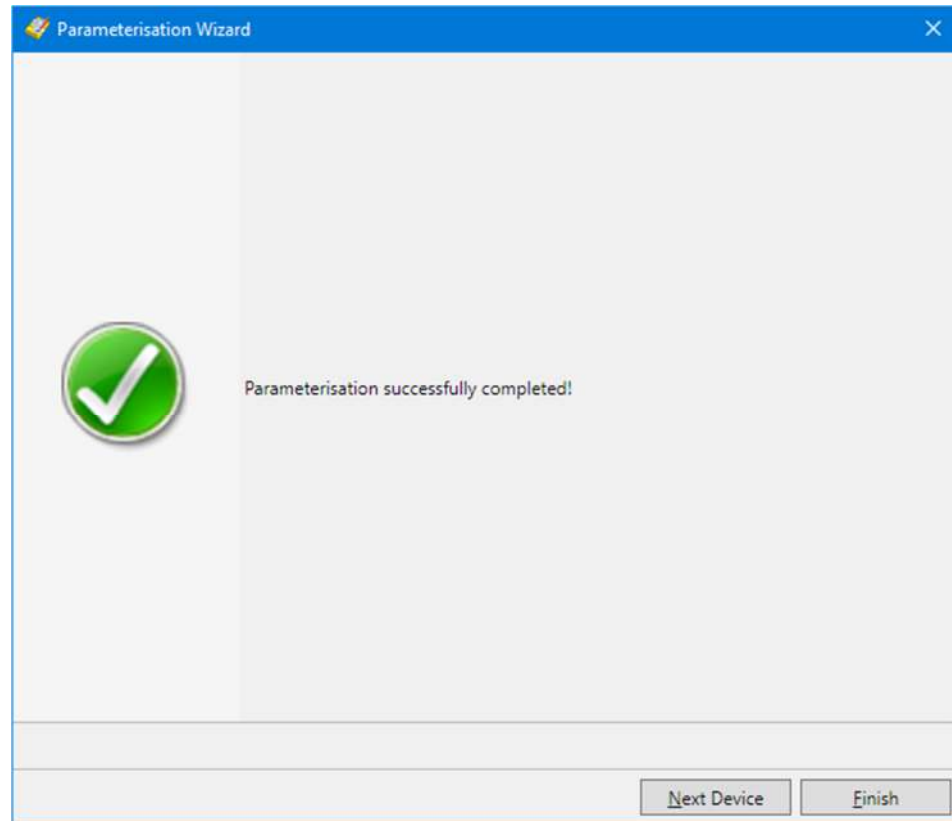 Parameterisation Wizard
Parameterisation successfully completed!
Next Device
Finish